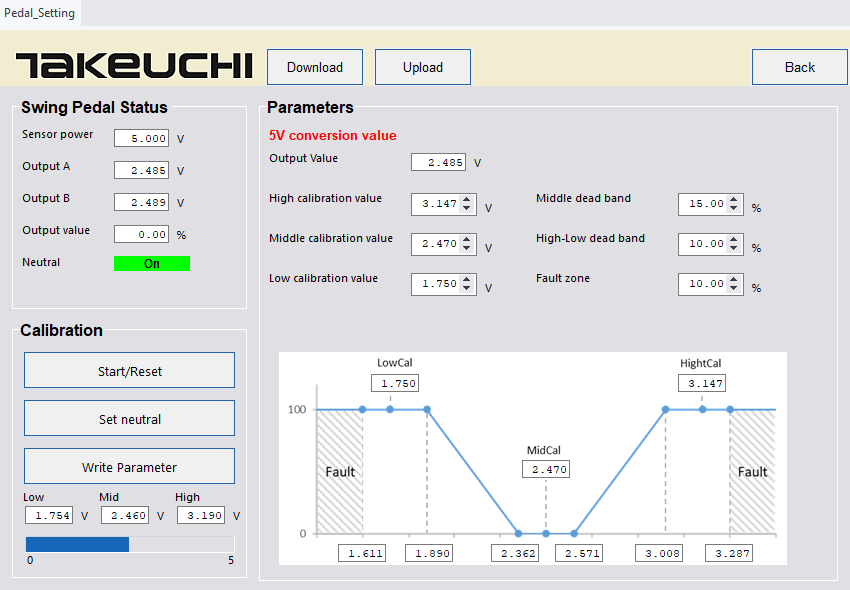 Pedal_Setting
TAKEUCHI
Download
Upload
Back
Swing Pedal Status
Sensor power 5.000 V
Output A 2.485 V
Output B 2.489 V
Output value 0.00 %
Neutral On
Calibration
Start/Reset
Set neutral
Write Parameter
Low Mid High
1.754 V 2.460 V 3.190 V
0 5
Parameters
5V conversion value
Output Value 2.485 V
High calibration value 3.147 V Middle dead band 15.00 %
Middle calibration value 2.470 V High-Low dead band 10.00 %
Low calibration value 1.750 V Fault zone 10.00 %
LowCal HightCal
1.750 3.147
100
MidCal
Fault 2.470 Fault
0
1.611 1.890 2.362 2.571 3.008 3.287